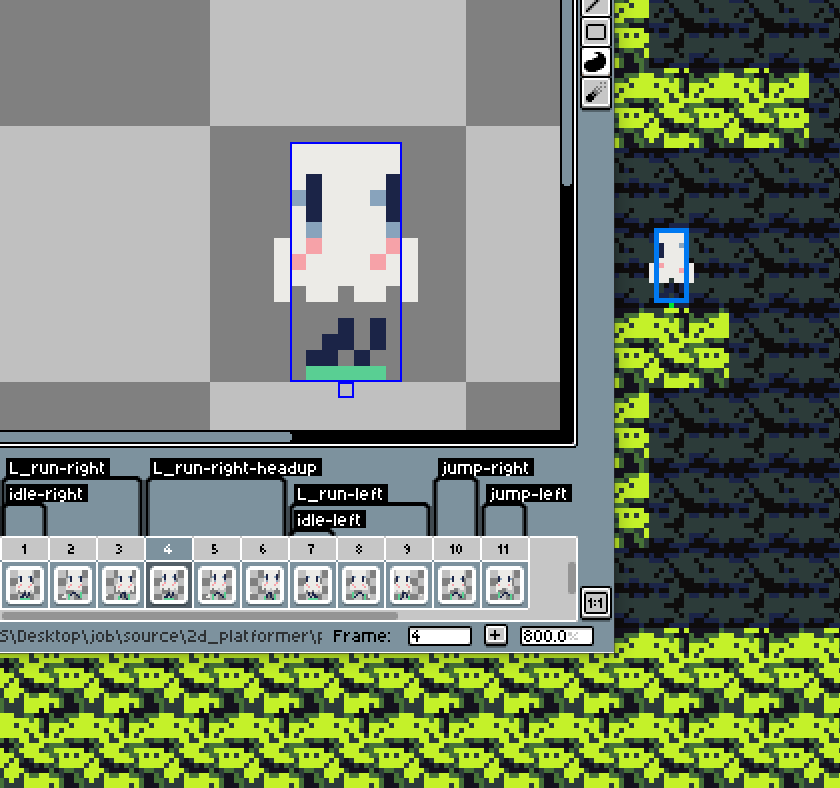 L_run-right L_run-right-headup jump-right
idle-right L_run-left jump-left
idle-left
1 2 3 4 5 6 7 8 9 10 11
1:1
S\Desktop\job\source\2d_platformer\p Frame: 4 + 800.0%